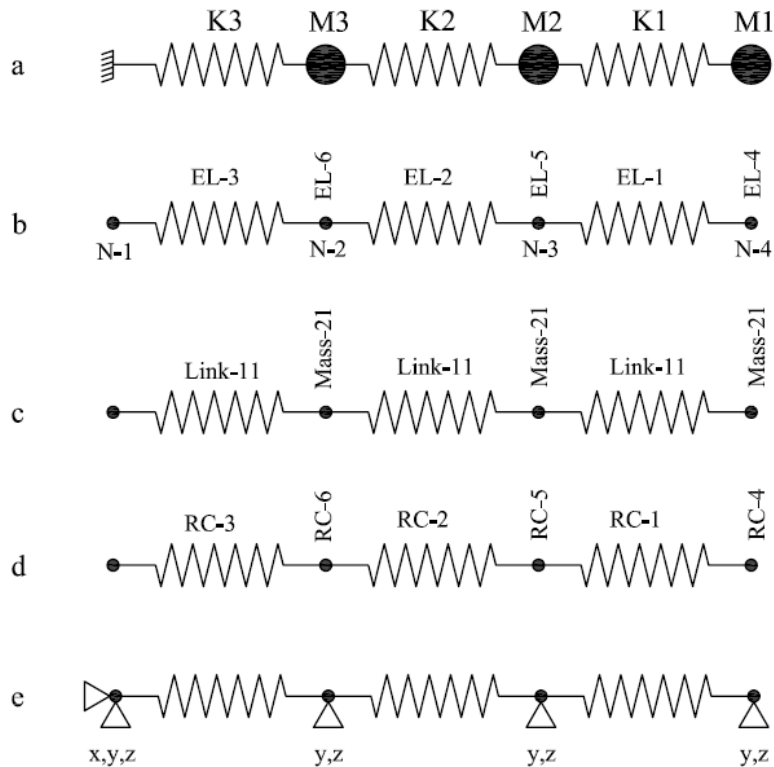 K3 M3 K2 M2 K1 M1
a
EL-3 EL-6 EL-2 EL-5 EL-1 EL-4
b
N-1 N-2 N-3 N-4
Link-11 Mass-21 Link-11 Mass-21 Link-11 Mass-21
c
RC-3 RC-6 RC-2 RC-5 RC-1 RC-4
d
e
x,y,z y,z y,z y,z